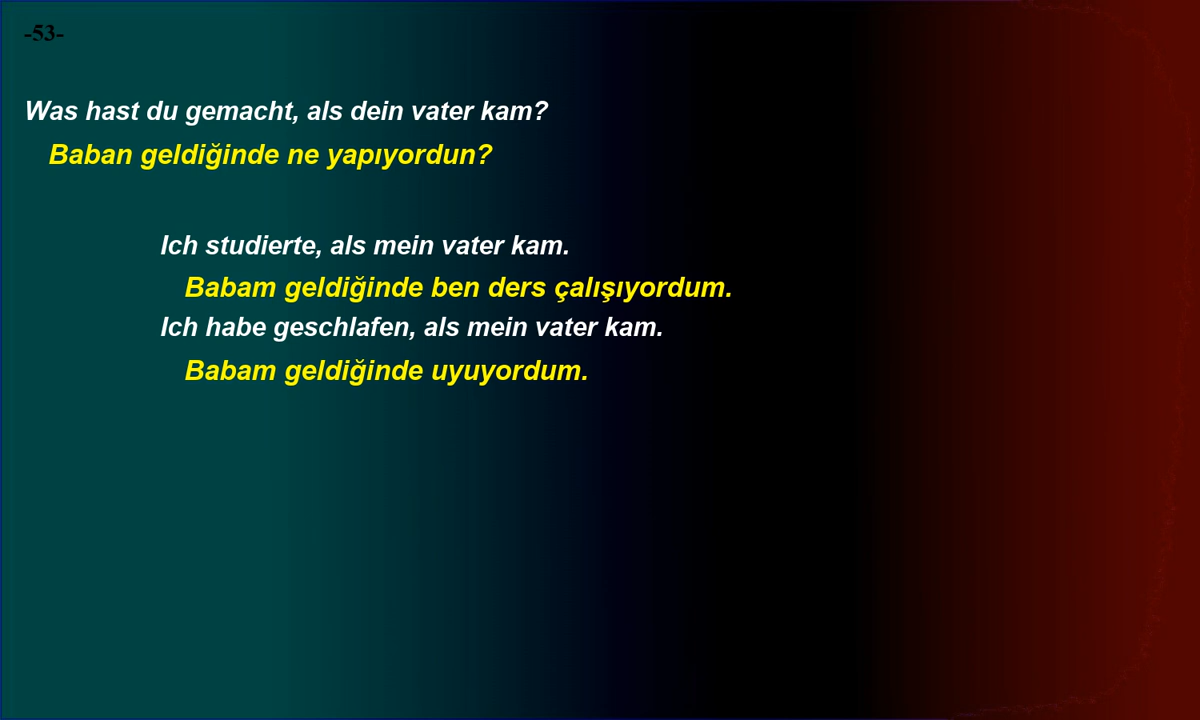 -53-
Was hast du gemacht, als dein vater kam?
Baban geldiğinde ne yapıyordun?
Ich studierte, als mein vater kam.
Babam geldiğinde ben ders çalışıyordum.
Ich habe geschlafen, als mein vater kam.
Babam geldiğinde uyuyordum.